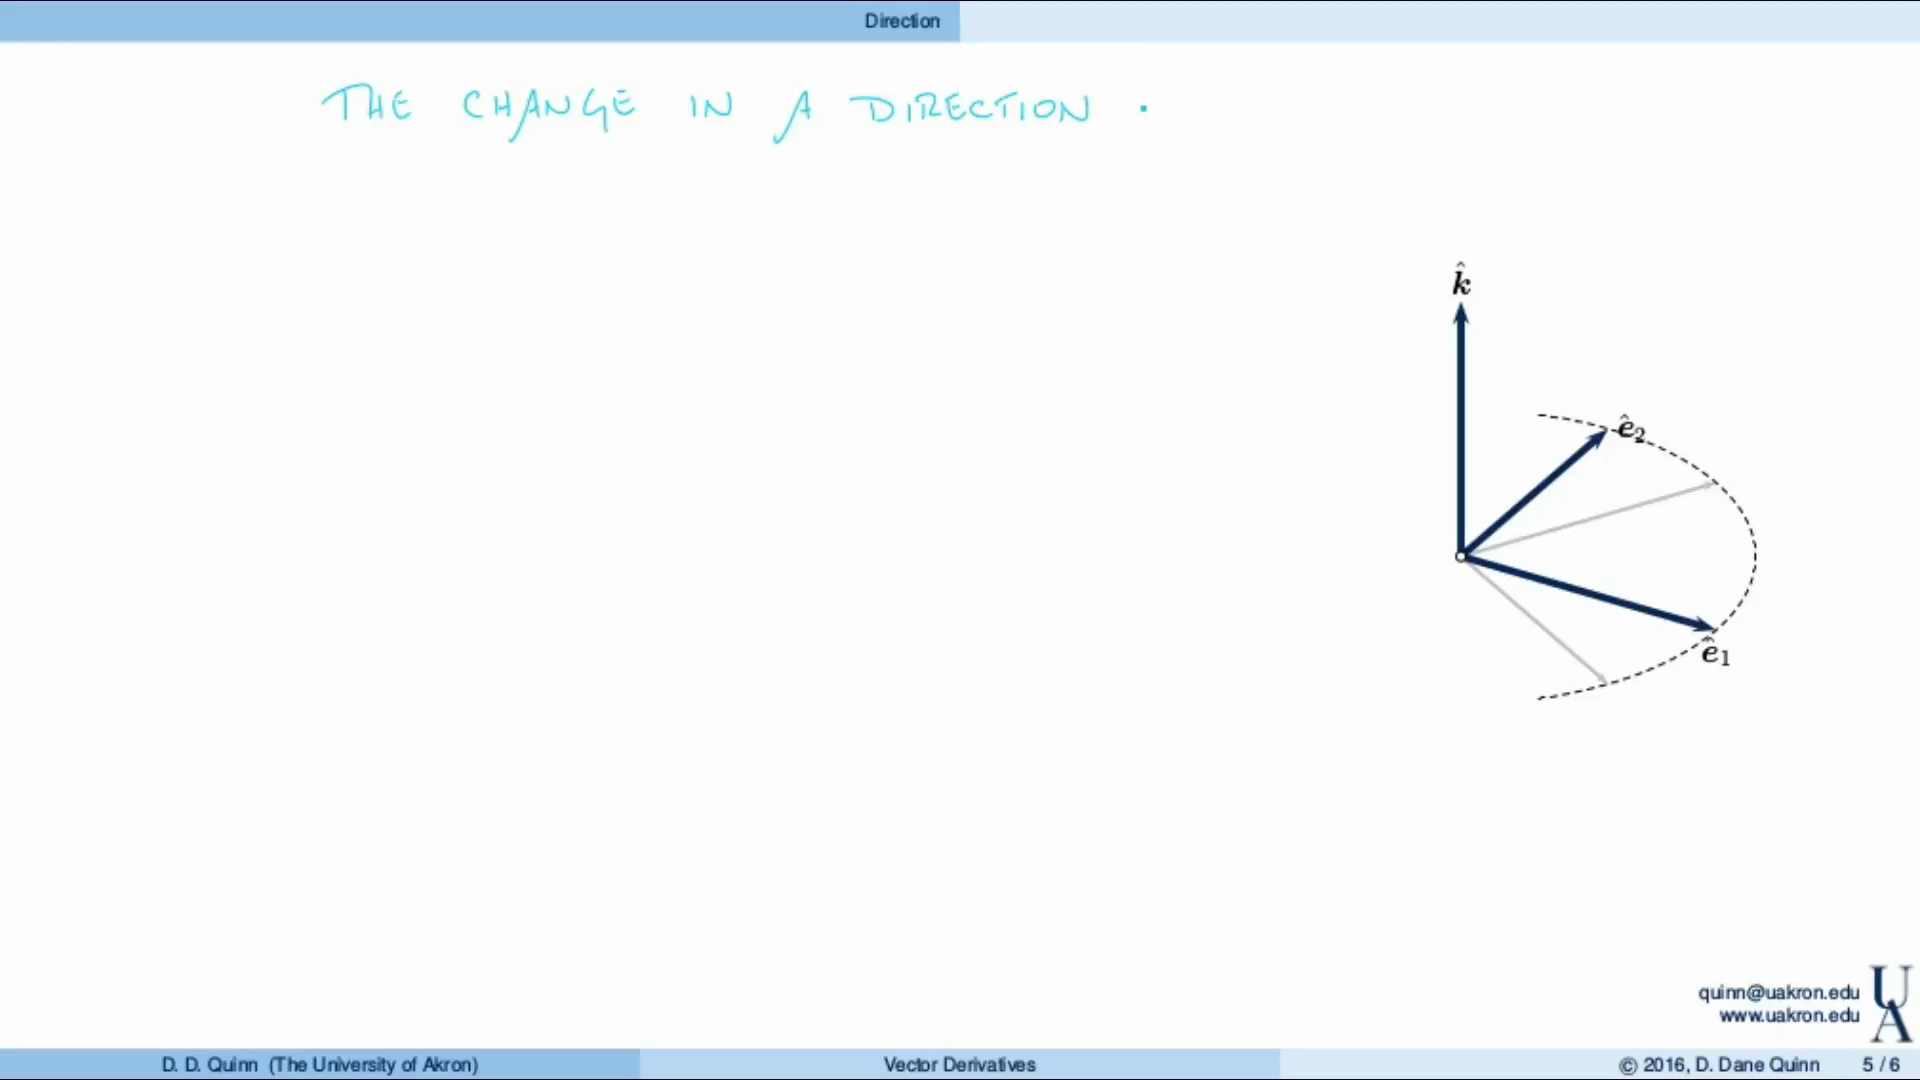 Direction
THE CHANGE IN A DIRECTION .
k̂
ê₂
ê₁
quinn@uakron.edu
www.uakron.edu
UA
D. D. Quinn (The University of Akron)
Vector Derivatives
© 2016, D. Dane Quinn
5 / 6